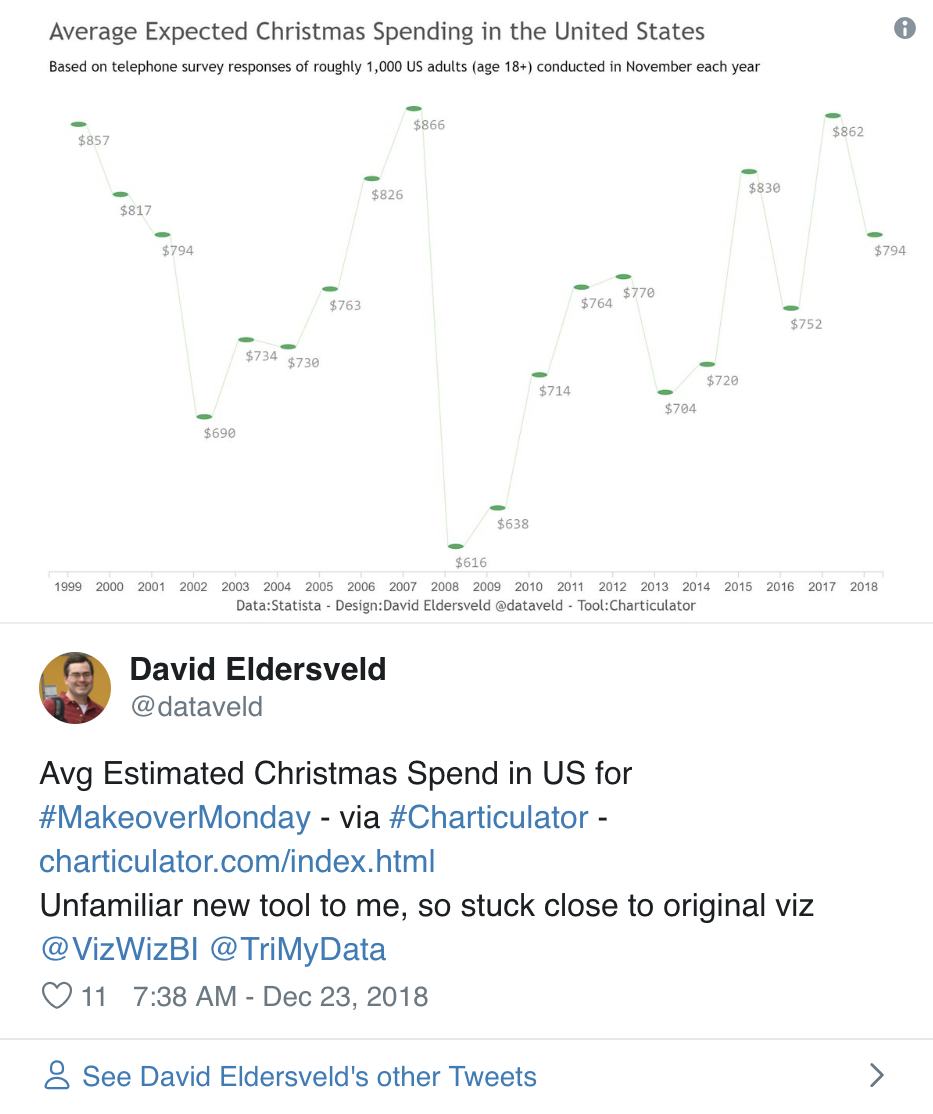 Average Expected Christmas Spending in the United States
Based on telephone survey responses of roughly 1,000 US adults (age 18+) conducted in November each year
$857
$817
$794
$690
$734
$730
$763
$826
$866
$616
$638
$714
$764
$770
$704
$720
$830
$752
$862
$794
1999 2000 2001 2002 2003 2004 2005 2006 2007 2008 2009 2010 2011 2012 2013 2014 2015 2016 2017 2018
Data:Statista - Design:David Eldersveld @dataveld - Tool:Charticulator
David Eldersveld
@dataveld
Avg Estimated Christmas Spend in US for
#MakeoverMonday - via #Charticulator -
charticulator.com/index.html
Unfamiliar new tool to me, so stuck close to original viz
@VizWizBI @TriMyData
11 7:38 AM - Dec 23, 2018
See David Eldersveld's other Tweets